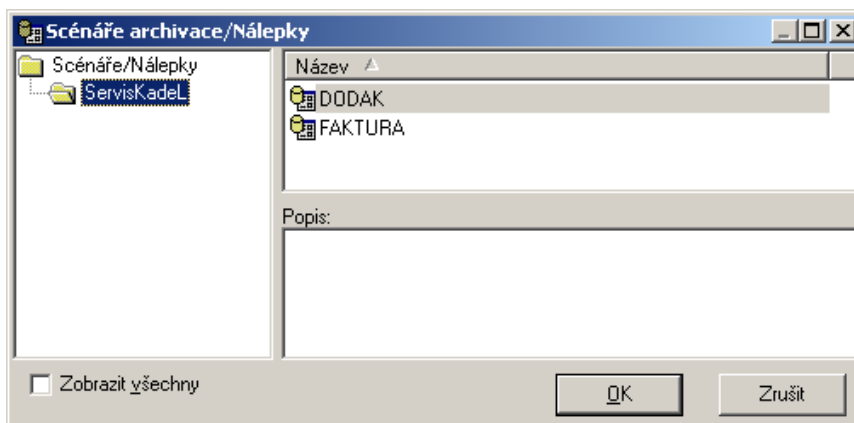 Scénáře archivace/Nálepky
Scénáře/Nálepky
ServisKadeL
Název
DODAK
FAKTURA
Popis:
Zobrazit všechny
OK
Zrušit